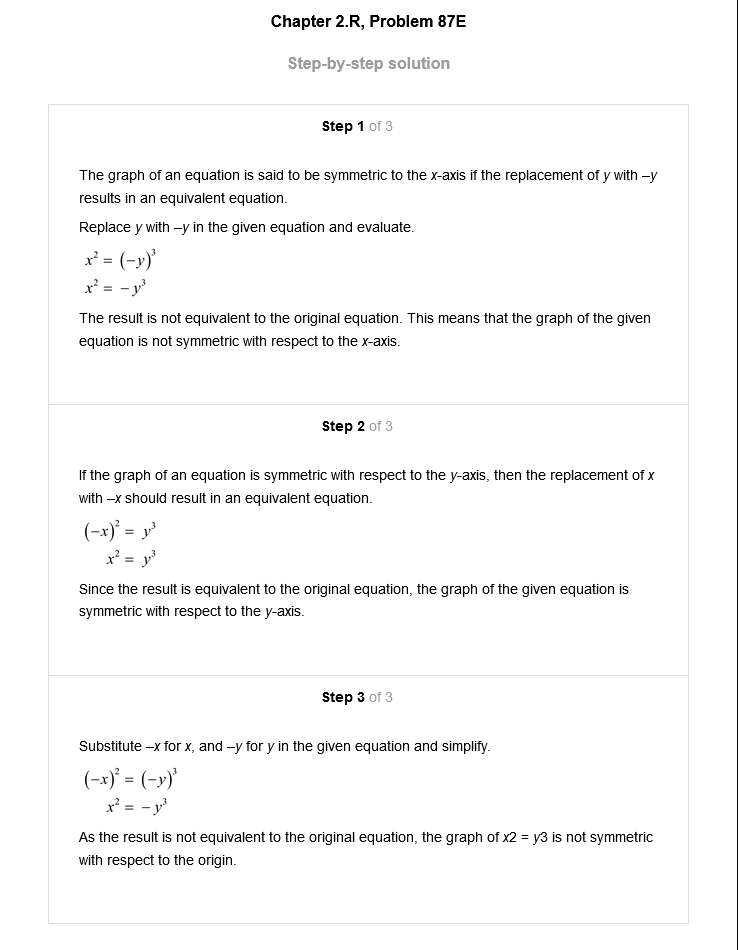 Chapter 2.R, Problem 87E
Step-by-step solution
Step 1 of 3
The graph of an equation is said to be symmetric to the x-axis if the replacement of y with –y
results in an equivalent equation.
Replace y with –y in the given equation and evaluate.
x² = (−y)³
x² = − y³
The result is not equivalent to the original equation. This means that the graph of the given
equation is not symmetric with respect to the x-axis.
Step 2 of 3
If the graph of an equation is symmetric with respect to the y-axis, then the replacement of x
with –x should result in an equivalent equation.
(−x)² = y³
x² = y³
Since the result is equivalent to the original equation, the graph of the given equation is
symmetric with respect to the y-axis.
Step 3 of 3
Substitute –x for x, and –y for y in the given equation and simplify.
(−x)² = (−y)³
x² = − y³
As the result is not equivalent to the original equation, the graph of x2 = y3 is not symmetric
with respect to the origin.